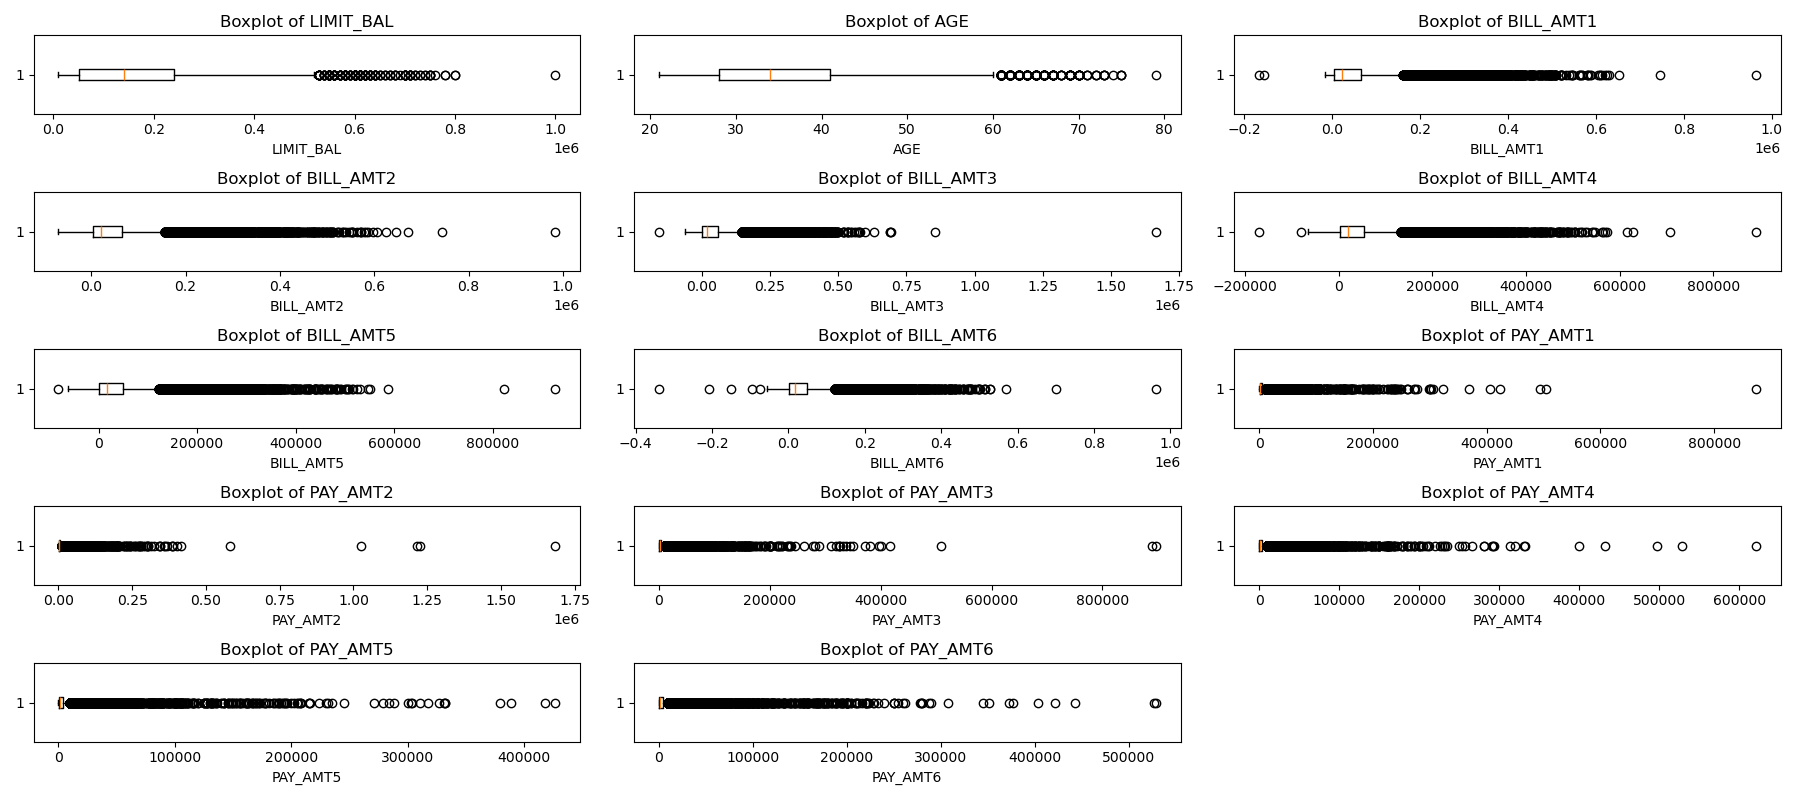 Boxplot of LIMIT_BAL
1
0.0 0.2 0.4 0.6 0.8 1.0
LIMIT_BAL
1e6
Boxplot of AGE
1
20 30 40 50 60 70 80
AGE
Boxplot of BILL_AMT1
1
−0.2 0.0 0.2 0.4 0.6 0.8 1.0
BILL_AMT1
1e6
Boxplot of BILL_AMT2
1
0.0 0.2 0.4 0.6 0.8 1.0
BILL_AMT2
1e6
Boxplot of BILL_AMT3
1
0.00 0.25 0.50 0.75 1.00 1.25 1.50 1.75
BILL_AMT3
1e6
Boxplot of BILL_AMT4
1
−200000 0 200000 400000 600000 800000
BILL_AMT4
Boxplot of BILL_AMT5
1
0 200000 400000 600000 800000
BILL_AMT5
Boxplot of BILL_AMT6
1
−0.4 −0.2 0.0 0.2 0.4 0.6 0.8 1.0
BILL_AMT6
1e6
Boxplot of PAY_AMT1
1
0 200000 400000 600000 800000
PAY_AMT1
Boxplot of PAY_AMT2
1
0.00 0.25 0.50 0.75 1.00 1.25 1.50 1.75
PAY_AMT2
1e6
Boxplot of PAY_AMT3
1
0 200000 400000 600000 800000
PAY_AMT3
Boxplot of PAY_AMT4
1
0 100000 200000 300000 400000 500000 600000
PAY_AMT4
Boxplot of PAY_AMT5
1
0 100000 200000 300000 400000
PAY_AMT5
Boxplot of PAY_AMT6
1
0 100000 200000 300000 400000 500000
PAY_AMT6